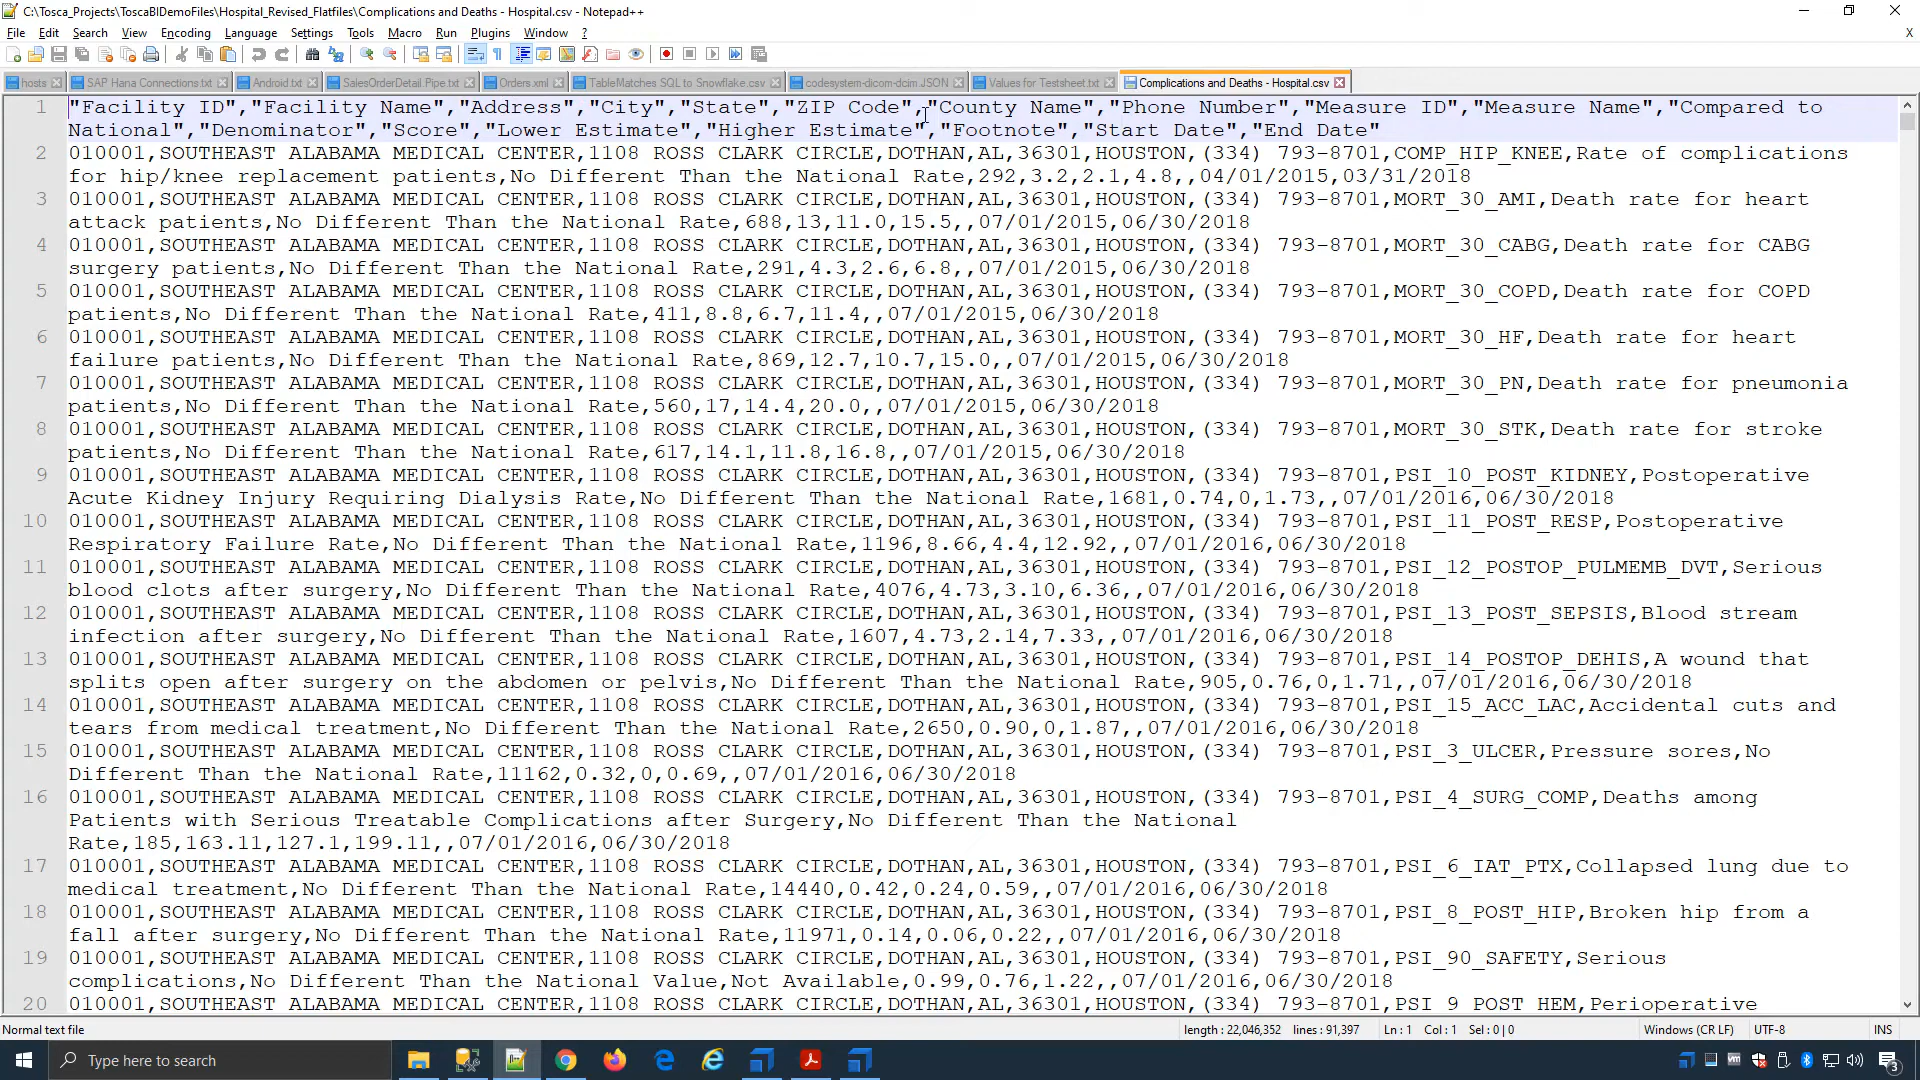 C:\Tosca_Projects\ToscaBIDemoFiles\Hospital_Revised_Flatfiles\Complications and Deaths - Hospital.csv - Notepad++
File Edit Search View Encoding Language Settings Tools Macro Run Plugins Window ? X
hosts SAP Hana Connections.txt Android.txt SalesOrderDetail Pipe.txt Orders.xml TableMatches SQL to Snowflake.csv codesystem-dicom-dcim.JSON Values for Testsheet.txt Complications and Deaths - Hospital.csv
1 "Facility ID","Facility Name","Address","City","State","ZIP Code","County Name","Phone Number","Measure ID","Measure Name","Compared to
National","Denominator","Score","Lower Estimate","Higher Estimate","Footnote","Start Date","End Date"
2 010001,SOUTHEAST ALABAMA MEDICAL CENTER,1108 ROSS CLARK CIRCLE,DOTHAN,AL,36301,HOUSTON,(334) 793-8701,COMP_HIP_KNEE,Rate of complications
for hip/knee replacement patients,No Different Than the National Rate,292,3.2,2.1,4.8,,04/01/2015,03/31/2018
3 010001,SOUTHEAST ALABAMA MEDICAL CENTER,1108 ROSS CLARK CIRCLE,DOTHAN,AL,36301,HOUSTON,(334) 793-8701,MORT_30_AMI,Death rate for heart
attack patients,No Different Than the National Rate,688,13,11.0,15.5,,07/01/2015,06/30/2018
4 010001,SOUTHEAST ALABAMA MEDICAL CENTER,1108 ROSS CLARK CIRCLE,DOTHAN,AL,36301,HOUSTON,(334) 793-8701,MORT_30_CABG,Death rate for CABG
surgery patients,No Different Than the National Rate,291,4.3,2.6,6.8,,07/01/2015,06/30/2018
5 010001,SOUTHEAST ALABAMA MEDICAL CENTER,1108 ROSS CLARK CIRCLE,DOTHAN,AL,36301,HOUSTON,(334) 793-8701,MORT_30_COPD,Death rate for COPD
patients,No Different Than the National Rate,411,8.8,6.7,11.4,,07/01/2015,06/30/2018
6 010001,SOUTHEAST ALABAMA MEDICAL CENTER,1108 ROSS CLARK CIRCLE,DOTHAN,AL,36301,HOUSTON,(334) 793-8701,MORT_30_HF,Death rate for heart
failure patients,No Different Than the National Rate,869,12.7,10.7,15.0,,07/01/2015,06/30/2018
7 010001,SOUTHEAST ALABAMA MEDICAL CENTER,1108 ROSS CLARK CIRCLE,DOTHAN,AL,36301,HOUSTON,(334) 793-8701,MORT_30_PN,Death rate for pneumonia
patients,No Different Than the National Rate,560,17,14.4,20.0,,07/01/2015,06/30/2018
8 010001,SOUTHEAST ALABAMA MEDICAL CENTER,1108 ROSS CLARK CIRCLE,DOTHAN,AL,36301,HOUSTON,(334) 793-8701,MORT_30_STK,Death rate for stroke
patients,No Different Than the National Rate,617,14.1,11.8,16.8,,07/01/2015,06/30/2018
9 010001,SOUTHEAST ALABAMA MEDICAL CENTER,1108 ROSS CLARK CIRCLE,DOTHAN,AL,36301,HOUSTON,(334) 793-8701,PSI_10_POST_KIDNEY,Postoperative
Acute Kidney Injury Requiring Dialysis Rate,No Different Than the National Rate,1681,0.74,0,1.73,,07/01/2016,06/30/2018
10 010001,SOUTHEAST ALABAMA MEDICAL CENTER,1108 ROSS CLARK CIRCLE,DOTHAN,AL,36301,HOUSTON,(334) 793-8701,PSI_11_POST_RESP,Postoperative
Respiratory Failure Rate,No Different Than the National Rate,1196,8.66,4.4,12.92,,07/01/2016,06/30/2018
11 010001,SOUTHEAST ALABAMA MEDICAL CENTER,1108 ROSS CLARK CIRCLE,DOTHAN,AL,36301,HOUSTON,(334) 793-8701,PSI_12_POSTOP_PULMEMB_DVT,Serious
blood clots after surgery,No Different Than the National Rate,4076,4.73,3.10,6.36,,07/01/2016,06/30/2018
12 010001,SOUTHEAST ALABAMA MEDICAL CENTER,1108 ROSS CLARK CIRCLE,DOTHAN,AL,36301,HOUSTON,(334) 793-8701,PSI_13_POST_SEPSIS,Blood stream
infection after surgery,No Different Than the National Rate,1607,4.73,2.14,7.33,,07/01/2016,06/30/2018
13 010001,SOUTHEAST ALABAMA MEDICAL CENTER,1108 ROSS CLARK CIRCLE,DOTHAN,AL,36301,HOUSTON,(334) 793-8701,PSI_14_POSTOP_DEHIS,A wound that
splits open after surgery on the abdomen or pelvis,No Different Than the National Rate,905,0.76,0,1.71,,07/01/2016,06/30/2018
14 010001,SOUTHEAST ALABAMA MEDICAL CENTER,1108 ROSS CLARK CIRCLE,DOTHAN,AL,36301,HOUSTON,(334) 793-8701,PSI_15_ACC_LAC,Accidental cuts and
tears from medical treatment,No Different Than the National Rate,2650,0.90,0,1.87,,07/01/2016,06/30/2018
15 010001,SOUTHEAST ALABAMA MEDICAL CENTER,1108 ROSS CLARK CIRCLE,DOTHAN,AL,36301,HOUSTON,(334) 793-8701,PSI_3_ULCER,Pressure sores,No
Different Than the National Rate,11162,0.32,0,0.69,,07/01/2016,06/30/2018
16 010001,SOUTHEAST ALABAMA MEDICAL CENTER,1108 ROSS CLARK CIRCLE,DOTHAN,AL,36301,HOUSTON,(334) 793-8701,PSI_4_SURG_COMP,Deaths among
Patients with Serious Treatable Complications after Surgery,No Different Than the National
Rate,185,163.11,127.1,199.11,,07/01/2016,06/30/2018
17 010001,SOUTHEAST ALABAMA MEDICAL CENTER,1108 ROSS CLARK CIRCLE,DOTHAN,AL,36301,HOUSTON,(334) 793-8701,PSI_6_IAT_PTX,Collapsed lung due to
medical treatment,No Different Than the National Rate,14440,0.42,0.24,0.59,,07/01/2016,06/30/2018
18 010001,SOUTHEAST ALABAMA MEDICAL CENTER,1108 ROSS CLARK CIRCLE,DOTHAN,AL,36301,HOUSTON,(334) 793-8701,PSI_8_POST_HIP,Broken hip from a
fall after surgery,No Different Than the National Rate,11971,0.14,0.06,0.22,,07/01/2016,06/30/2018
19 010001,SOUTHEAST ALABAMA MEDICAL CENTER,1108 ROSS CLARK CIRCLE,DOTHAN,AL,36301,HOUSTON,(334) 793-8701,PSI_90_SAFETY,Serious
complications,No Different Than the National Value,Not Available,0.99,0.76,1.22,,07/01/2016,06/30/2018
20 010001,SOUTHEAST ALABAMA MEDICAL CENTER,1108 ROSS CLARK CIRCLE,DOTHAN,AL,36301,HOUSTON,(334) 793-8701,PSI_9_POST_HEM,Perioperative
Normal text file length : 22,046,352 lines : 91,397 Ln : 1 Col : 1 Sel : 0 | 0 Windows (CR LF) UTF-8 INS
Type here to search 3